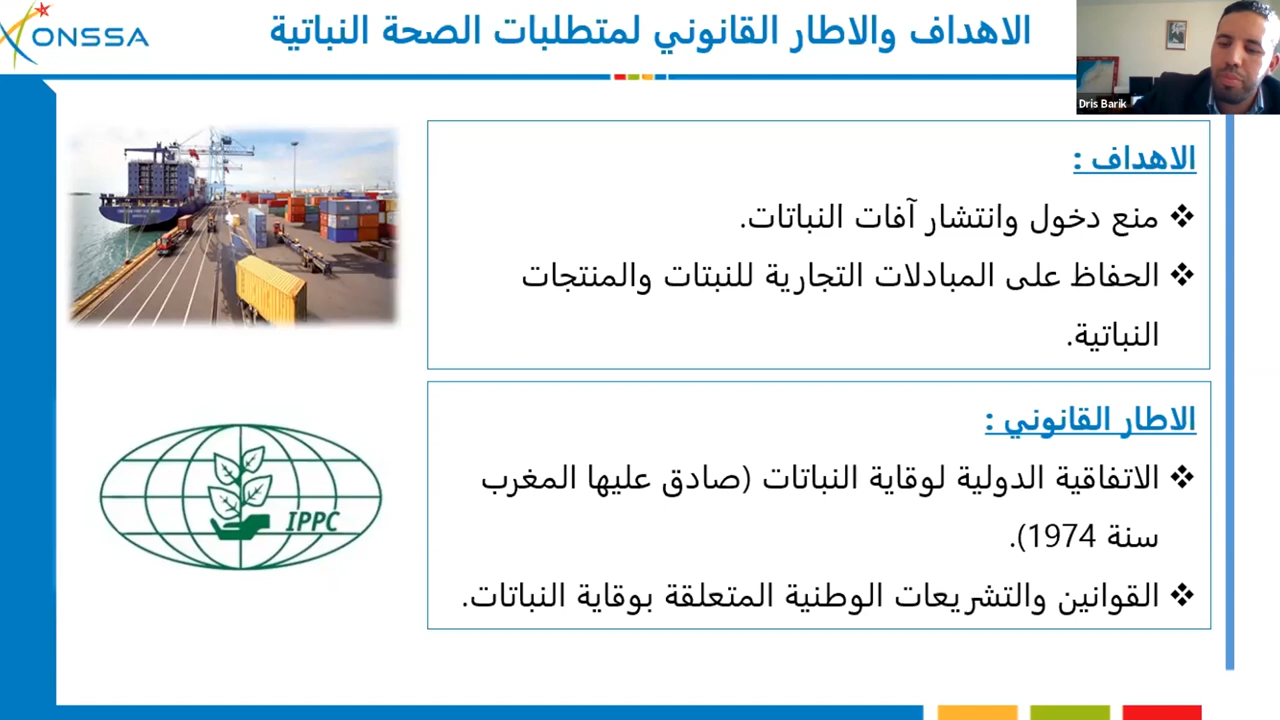 ONSSA
الاهداف والاطار القانوني لمتطلبات الصحة النباتية
Dris Barik
الاهداف :
❖ منع دخول وانتشار آفات النباتات.
❖ الحفاظ على المبادلات التجارية للنبتات والمنتجات
النباتية.
الاطار القانوني :
❖ الاتفاقية الدولية لوقاية النباتات (صادق عليها المغرب
سنة 1974).
❖ القوانين والتشريعات الوطنية المتعلقة بوقاية النباتات.
IPPC